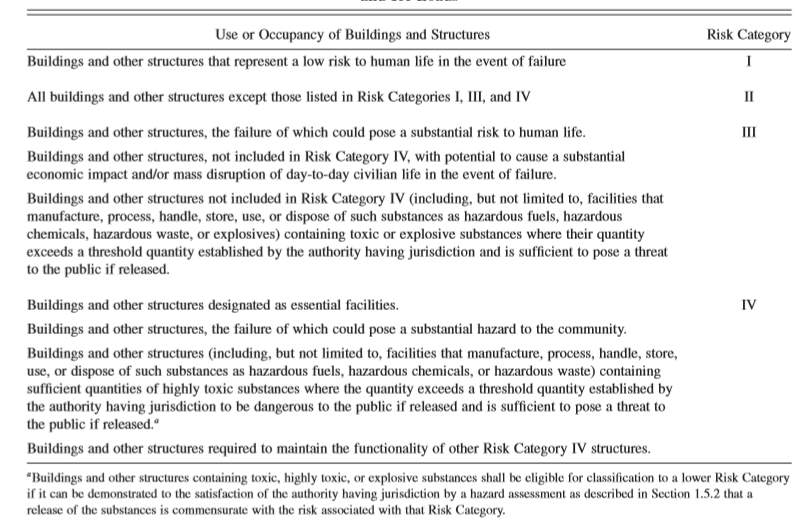 Use or Occupancy of Buildings and Structures Risk Category
Buildings and other structures that represent a low risk to human life in the event of failure I
All buildings and other structures except those listed in Risk Categories I, III, and IV II
Buildings and other structures, the failure of which could pose a substantial risk to human life. III
Buildings and other structures, not included in Risk Category IV, with potential to cause a substantial
economic impact and/or mass disruption of day-to-day civilian life in the event of failure.
Buildings and other structures not included in Risk Category IV (including, but not limited to, facilities that
manufacture, process, handle, store, use, or dispose of such substances as hazardous fuels, hazardous
chemicals, hazardous waste, or explosives) containing toxic or explosive substances where their quantity
exceeds a threshold quantity established by the authority having jurisdiction and is sufficient to pose a threat
to the public if released.
Buildings and other structures designated as essential facilities. IV
Buildings and other structures, the failure of which could pose a substantial hazard to the community.
Buildings and other structures (including, but not limited to, facilities that manufacture, process, handle, store,
use, or dispose of such substances as hazardous fuels, hazardous chemicals, or hazardous waste) containing
sufficient quantities of highly toxic substances where the quantity exceeds a threshold quantity established by
the authority having jurisdiction to be dangerous to the public if released and is sufficient to pose a threat to
the public if released.ᵃ
Buildings and other structures required to maintain the functionality of other Risk Category IV structures.
ᵃBuildings and other structures containing toxic, highly toxic, or explosive substances shall be eligible for classification to a lower Risk Category
if it can be demonstrated to the satisfaction of the authority having jurisdiction by a hazard assessment as described in Section 1.5.2 that a
release of the substances is commensurate with the risk associated with that Risk Category.